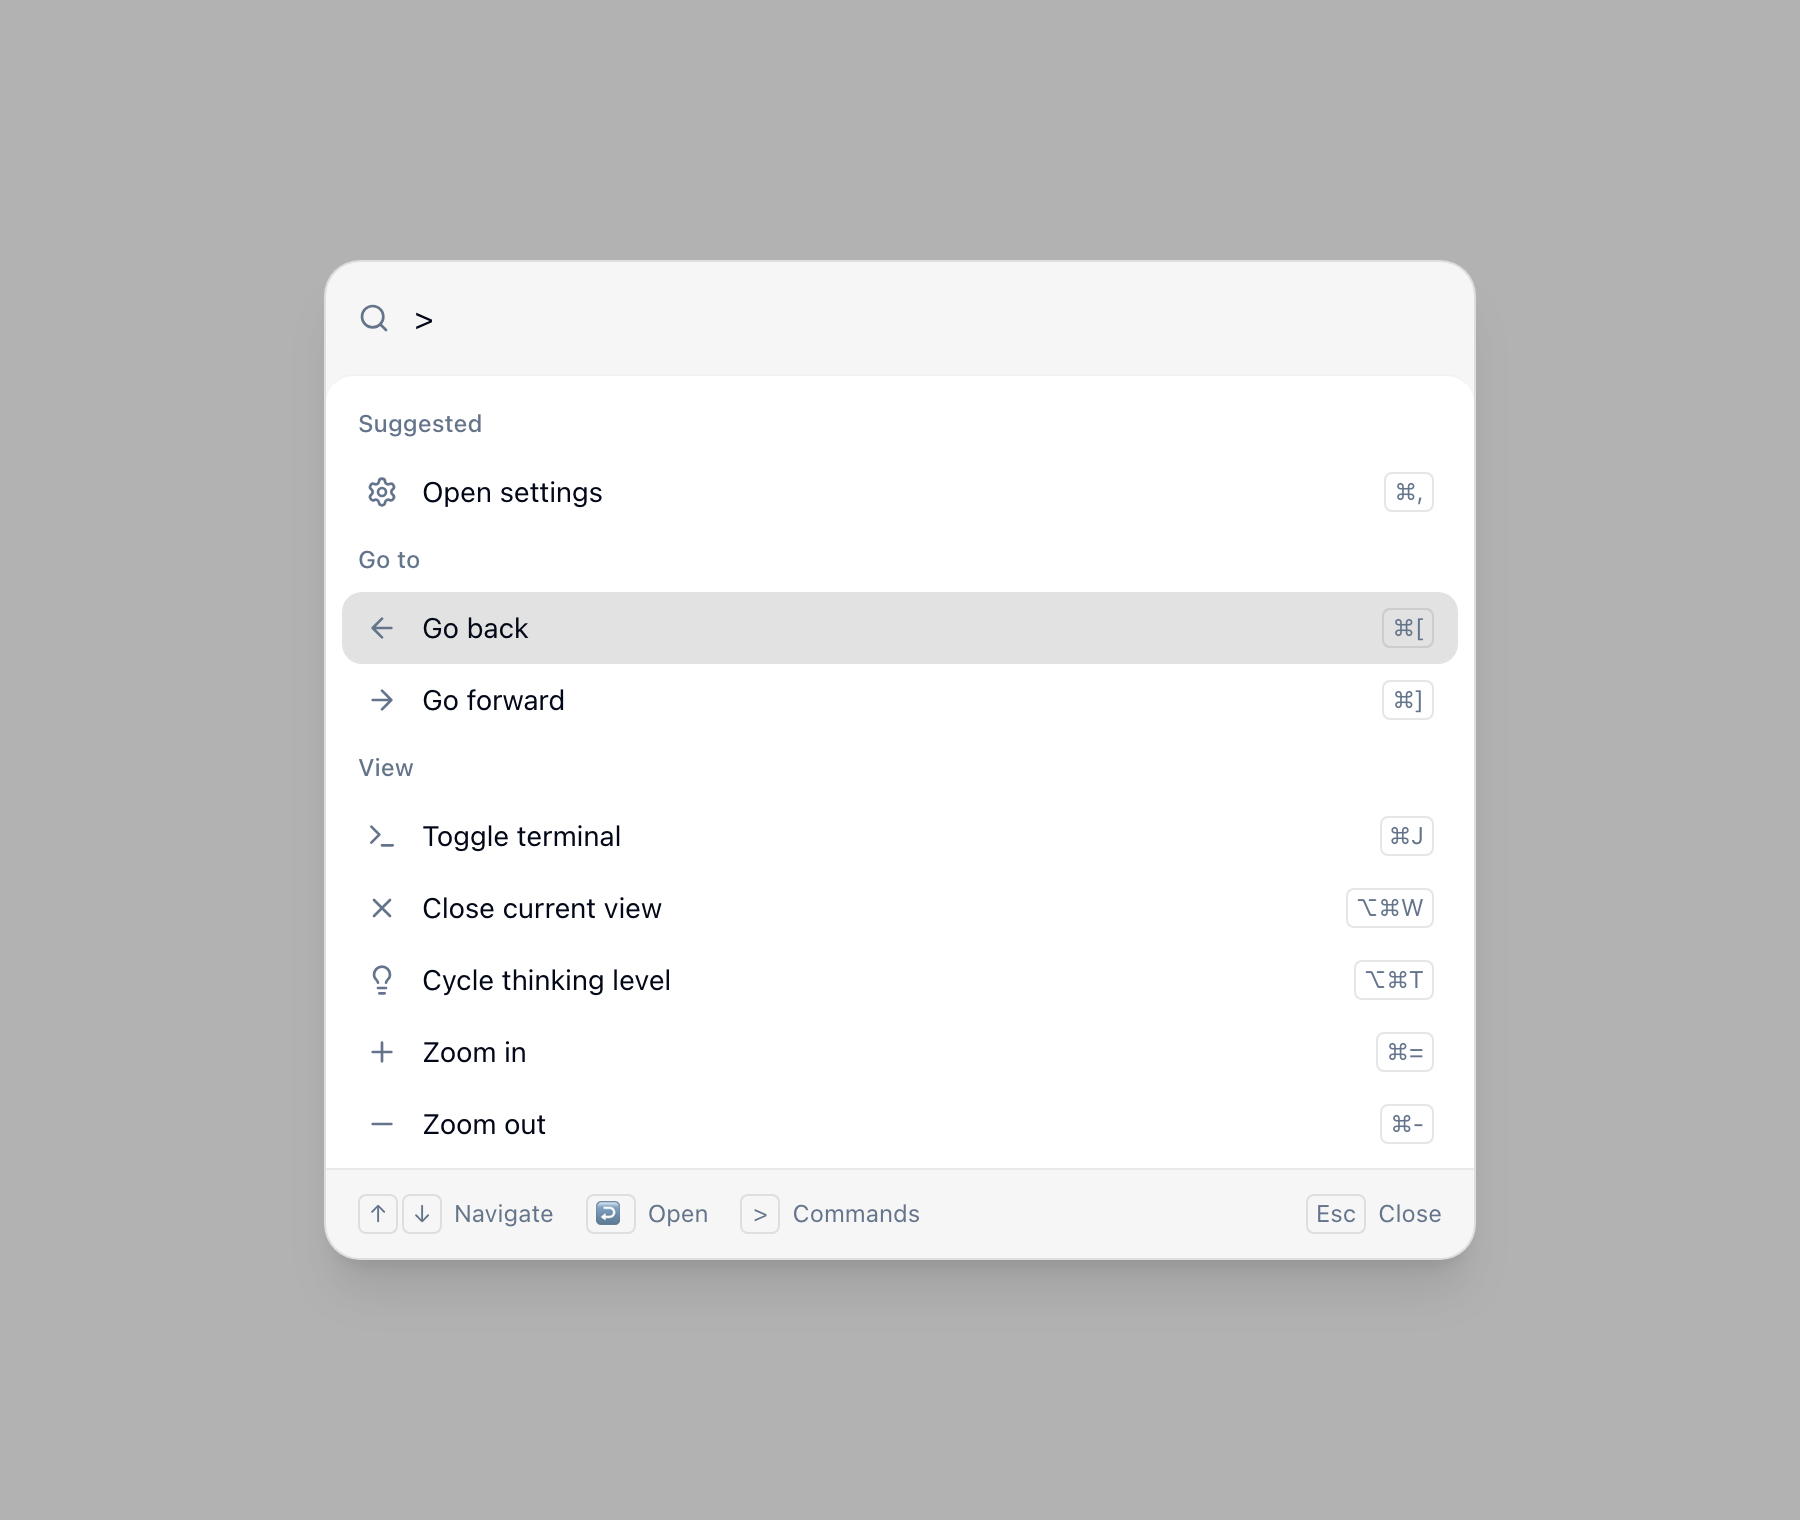 >
Suggested
Open settings ⌘,
Go to
Go back ⌘[
Go forward ⌘]
View
Toggle terminal ⌘J
Close current view ⌥⌘W
Cycle thinking level ⌥⌘T
Zoom in ⌘=
Zoom out ⌘-
↑ ↓ Navigate ↩️ Open > Commands Esc Close